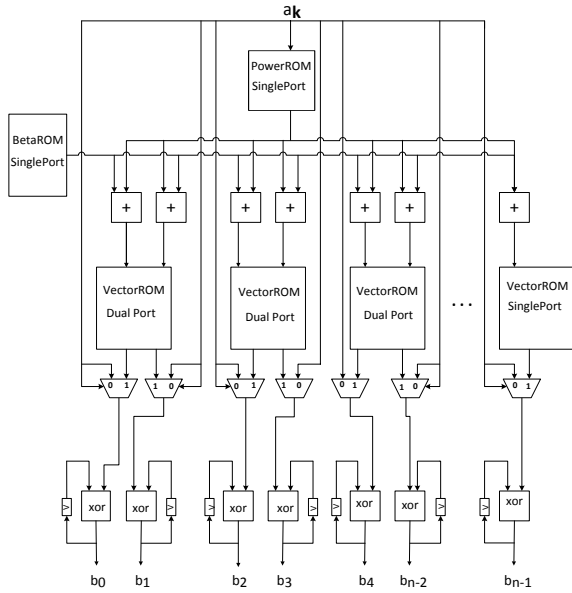 ak
PowerROM
SinglePort
BetaROM
SinglePort
+ + + + + + +
VectorROM
Dual Port
VectorROM
Dual Port
VectorROM
Dual Port
...
VectorROM
SinglePort
0 1 1 0 0 1 1 0 0 1 1 0 0 1
> xor xor > > xor xor > > xor xor > > xor
b0 b1 b2 b3 b4 bn-2 bn-1